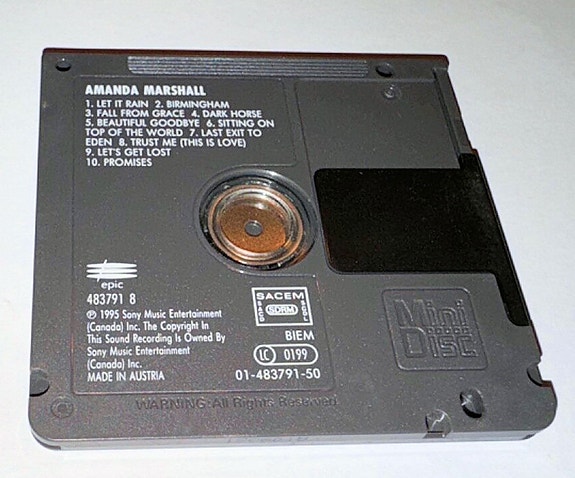 AMANDA MARSHALL
1. LET IT RAIN 2. BIRMINGHAM
3. FALL FROM GRACE 4. DARK HORSE
5. BEAUTIFUL GOODBYE 6. SITTING ON
TOP OF THE WORLD 7. LAST EXIT TO
EDEN 8. TRUST ME (THIS IS LOVE)
9. LET'S GET LOST
10. PROMISES
epic
483791 8
℗ 1995 Sony Music Entertainment
(Canada) Inc. The Copyright In
This Sound Recording Is Owned By
Sony Music Entertainment
(Canada) Inc.
MADE IN AUSTRIA
SACEM
SACD SDRM SGDL
BIEM
LC 0199
01-483791-50
Mini
Disc
WARNING: All Rights Reserved.